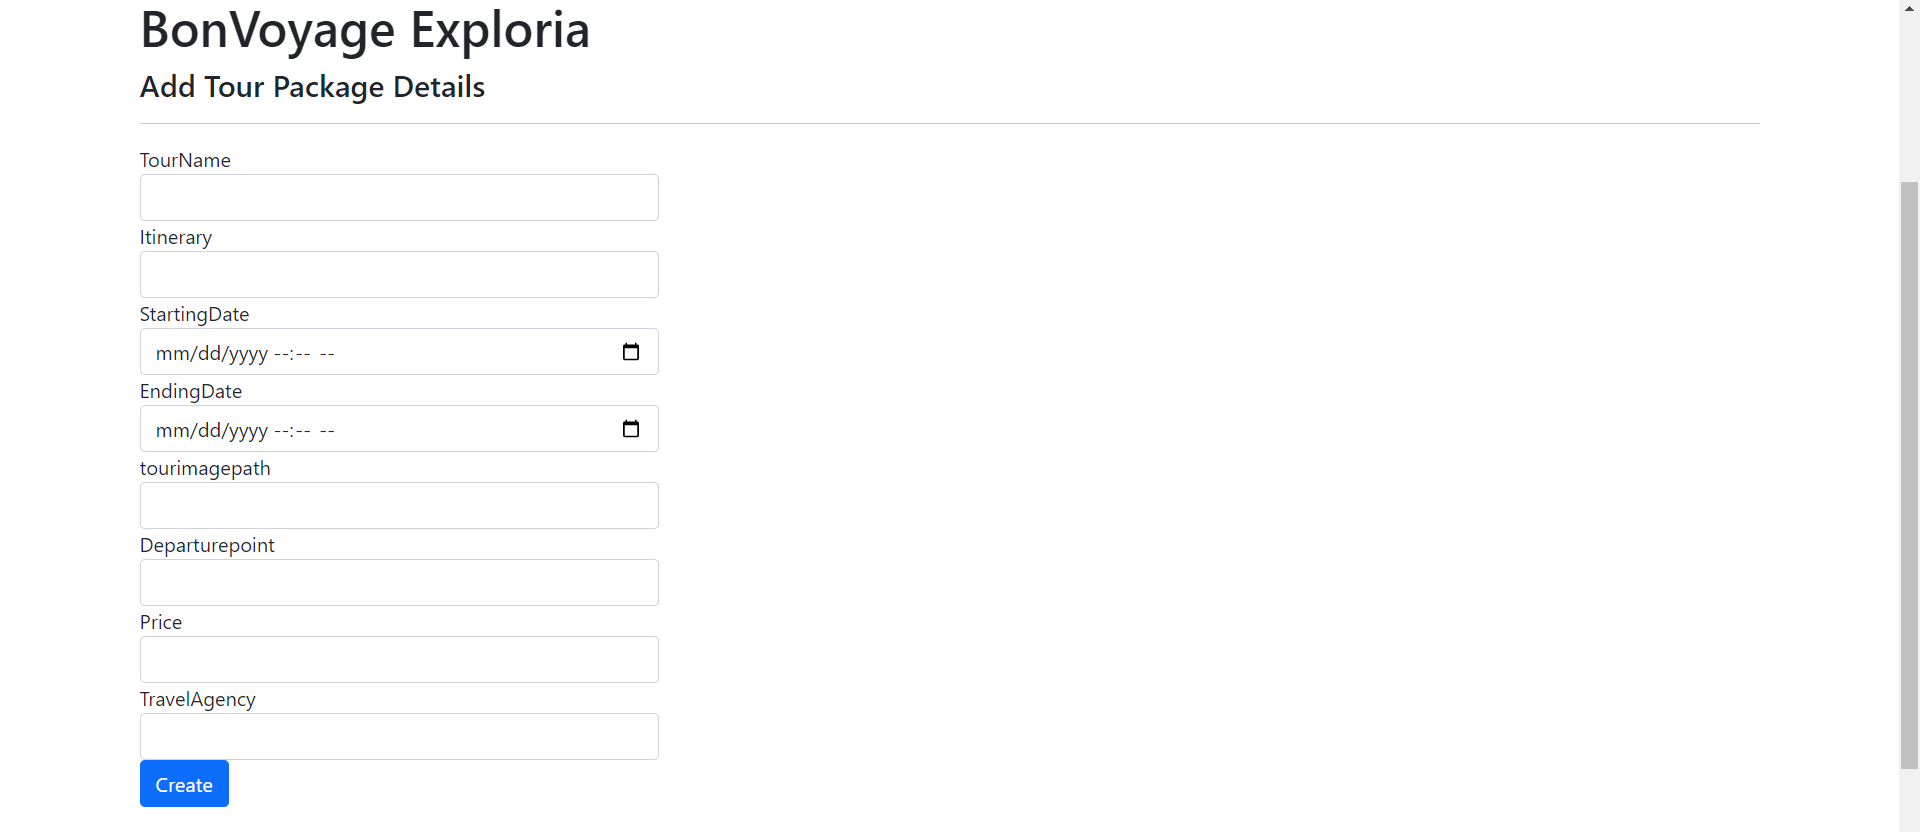 BonVoyage Exploria
Add Tour Package Details
TourName
Itinerary
StartingDate
mm/dd/yyyy --:-- --
EndingDate
mm/dd/yyyy --:-- --
tourimagepath
Departurepoint
Price
TravelAgency
Create